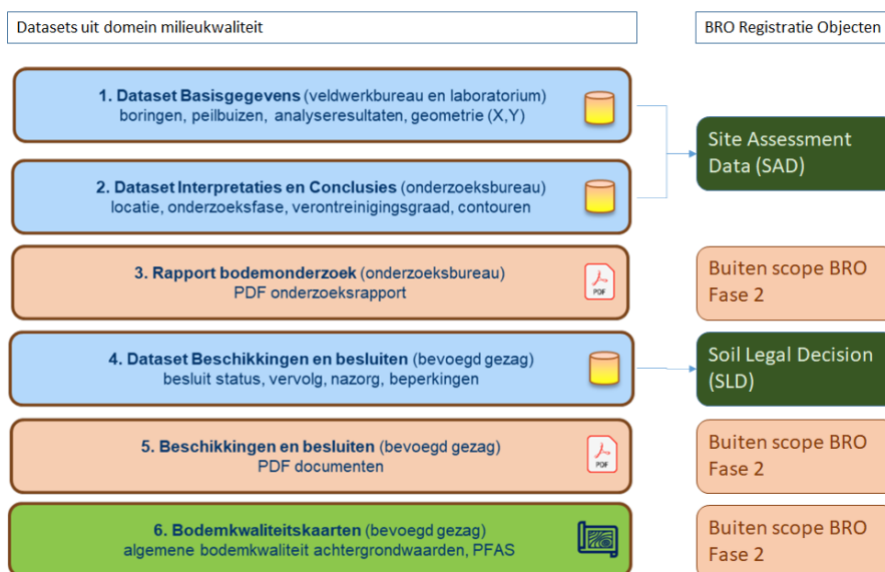 Datasets uit domein milieukwaliteit
BRO Registratie Objecten
1. Dataset Basisgegevens (veldwerkbureau en laboratorium)
boringen, peilbuizen, analyseresultaten, geometrie (X,Y)
2. Dataset Interpretaties en Conclusies (onderzoeksbureau)
locatie, onderzoeksfase, verontreinigingsgraad, contouren
Site Assessment
Data (SAD)
3. Rapport bodemonderzoek (onderzoeksbureau)
PDF onderzoeksrapport
PDF
Buiten scope BRO
Fase 2
4. Dataset Beschikkingen en besluiten (bevoegd gezag)
besluit status, vervolg, nazorg, beperkingen
Soil Legal Decision
(SLD)
5. Beschikkingen en besluiten (bevoegd gezag)
PDF documenten
PDF
Buiten scope BRO
Fase 2
6. Bodemkwaliteitskaarten (bevoegd gezag)
algemene bodemkwaliteit achtergrondwaarden, PFAS
Buiten scope BRO
Fase 2